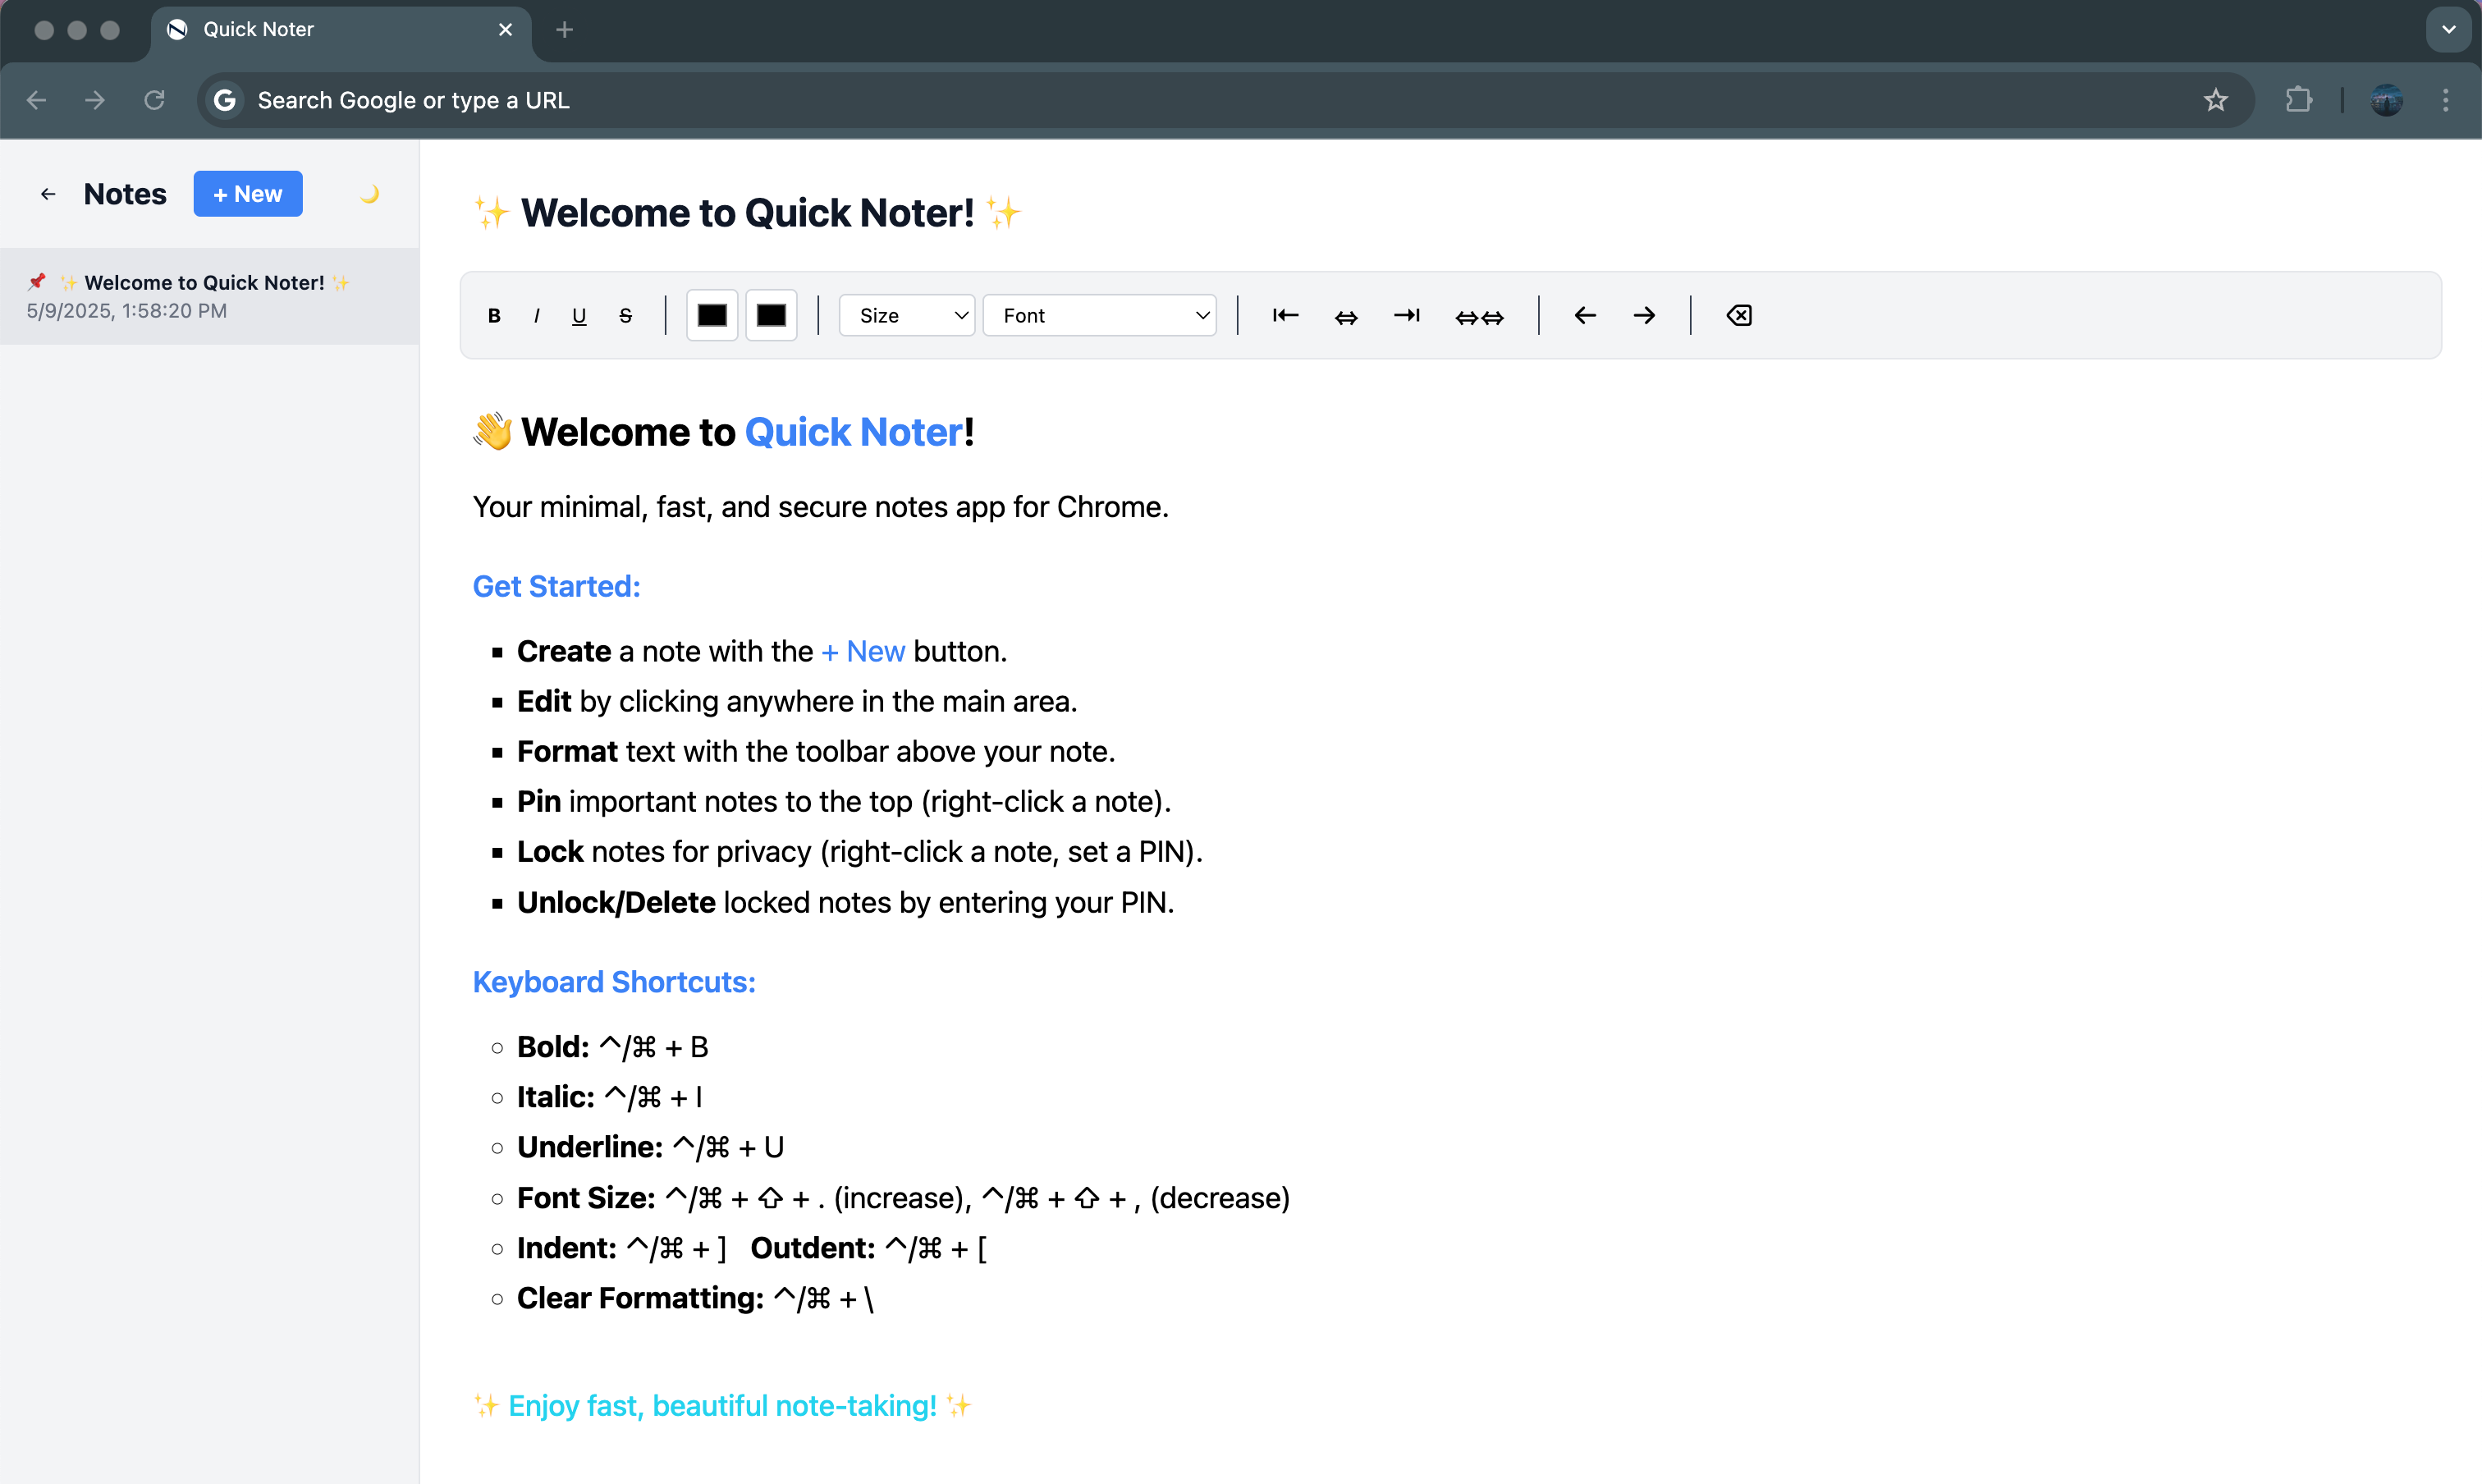 Quick Noter
Search Google or type a URL
← Notes + New 🌙
📌 ✨ Welcome to Quick Noter! ✨
5/9/2025, 1:58:20 PM
✨ Welcome to Quick Noter! ✨
B I U S Size Font
👋 Welcome to Quick Noter!
Your minimal, fast, and secure notes app for Chrome.
Get Started:
▪ Create a note with the + New button.
▪ Edit by clicking anywhere in the main area.
▪ Format text with the toolbar above your note.
▪ Pin important notes to the top (right-click a note).
▪ Lock notes for privacy (right-click a note, set a PIN).
▪ Unlock/Delete locked notes by entering your PIN.
Keyboard Shortcuts:
◦ Bold: ⌃/⌘ + B
◦ Italic: ⌃/⌘ + I
◦ Underline: ⌃/⌘ + U
◦ Font Size: ⌃/⌘ + ⇧ + . (increase), ⌃/⌘ + ⇧ + , (decrease)
◦ Indent: ⌃/⌘ + ] Outdent: ⌃/⌘ + [
◦ Clear Formatting: ⌃/⌘ + \
✨ Enjoy fast, beautiful note-taking! ✨